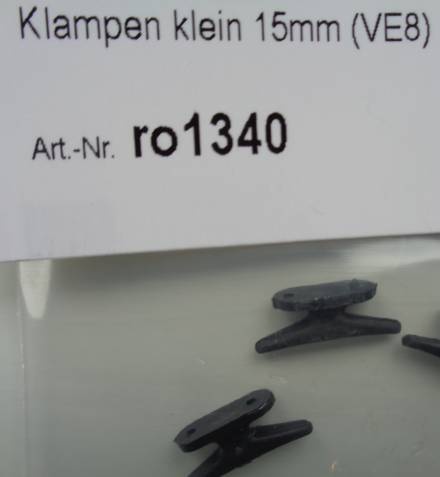 Klampen klein 15mm (VE8)
Art.-Nr. ro1340